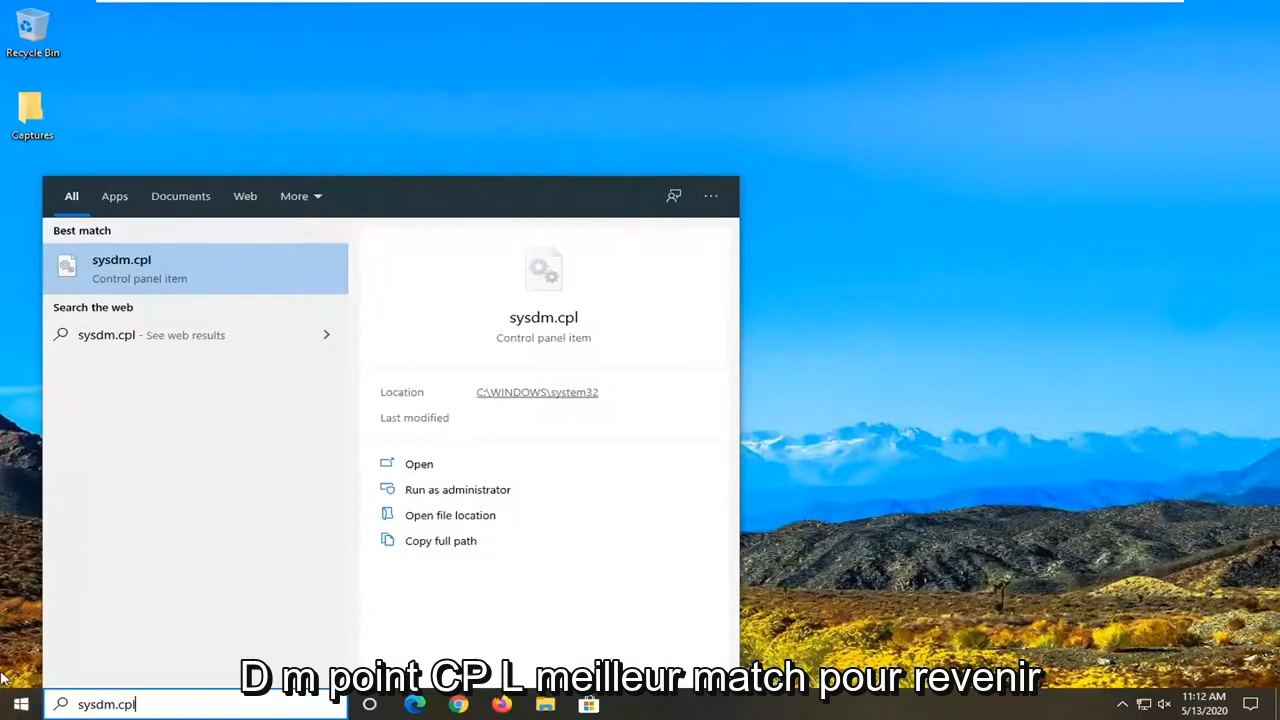 Recycle Bin
Captures
All Apps Documents Web More
Best match
sysdm.cpl
Control panel item
Search the web
sysdm.cpl - See web results
sysdm.cpl
Control panel item
Location C:\WINDOWS\system32
Last modified
Open
Run as administrator
Open file location
Copy full path
D m point CP L meilleur match pour revenir
sysdm.cpl
11:12 AM
5/13/2020